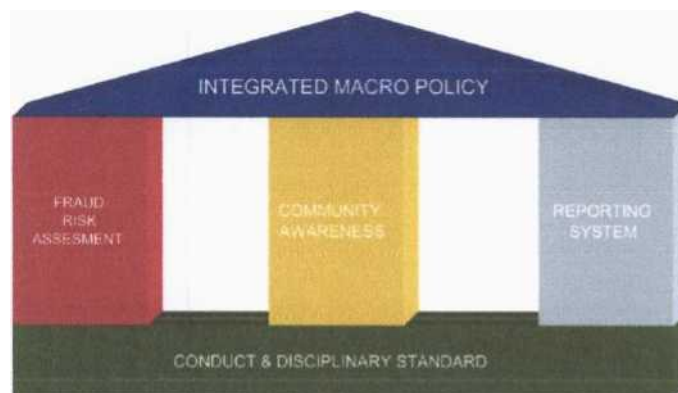 INTEGRATED MACRO POLICY
FRAUD
RISK
ASSESMENT
COMMUNITY
AWARENESS
REPORTING
SYSTEM
CONDUCT & DISCIPLINARY STANDARD